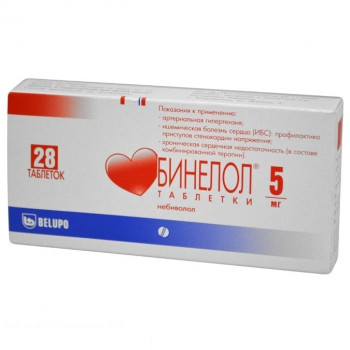 Показания к применению:
- артериальная гипертензия;
- ишемическая болезнь сердца (ИБС): профилактика
приступов стенокардии напряжения;
- хроническая сердечная недостаточность (в составе
комбинированной терапии).
28
ТАБЛЕТОК
БИНЕЛОЛ®
ТАБЛЕТКИ
5
мг
небиволол
BELUPO